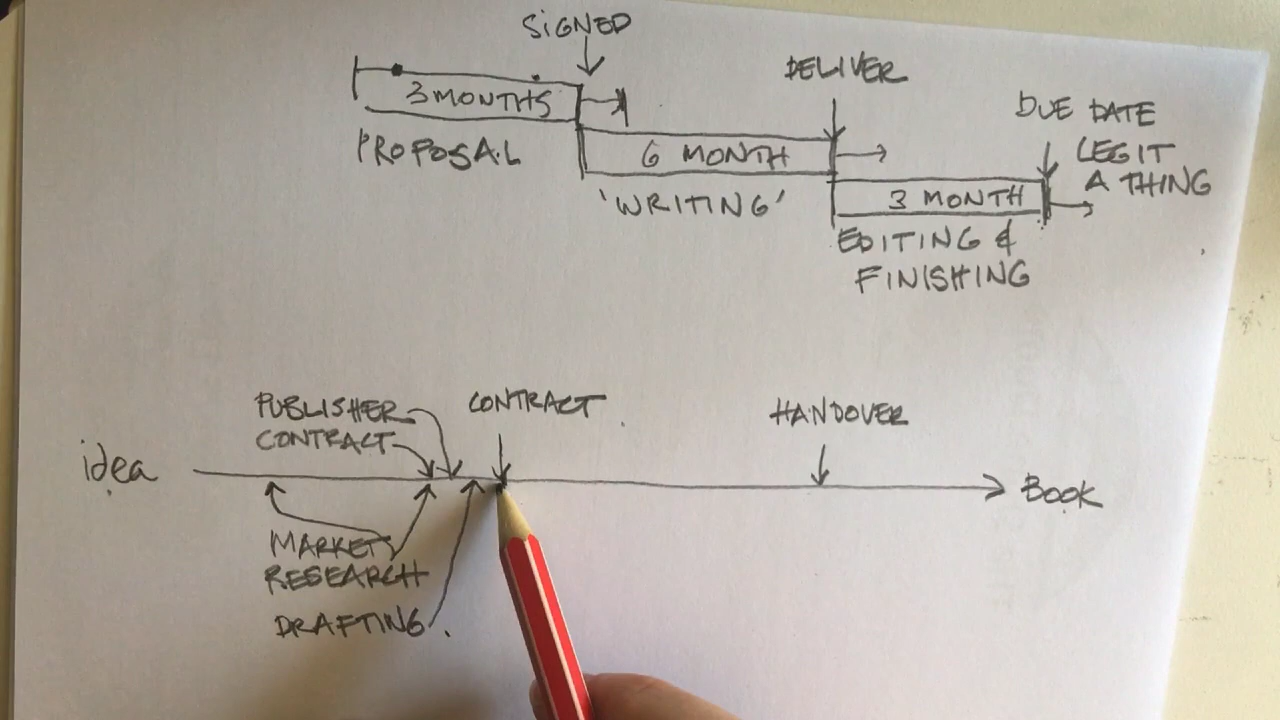 SIGNED
DELIVER
3 MONTHS
DUE DATE
LEGIT
A THING
PROPOSAL
6 MONTH
'WRITING'
3 MONTH
EDITING &
FINISHING
PUBLISHER
CONTRACT
CONTRACT
HANDOVER
idea
BOOK
MARKET
RESEARCH
DRAFTING